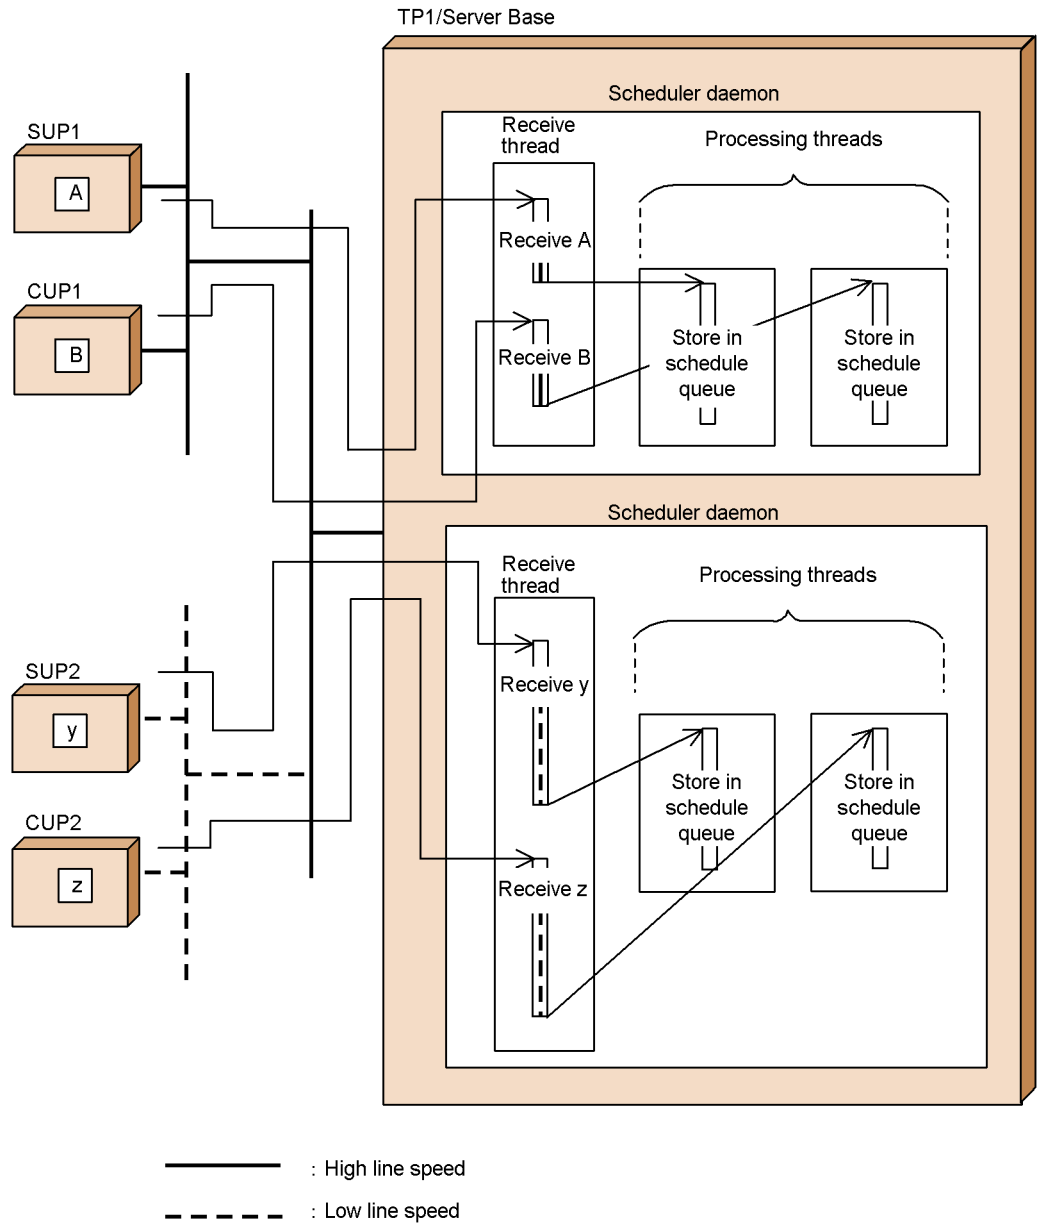 TP1/Server Base
Scheduler daemon
Receive
thread
Processing threads
SUP1
A
Receive A
CUP1
B
Receive B
Store in
schedule
queue
Store in
schedule
queue
Scheduler daemon
Receive
thread
Processing threads
SUP2
y
Receive y
Store in
schedule
queue
Store in
schedule
queue
CUP2
z
Receive z
: High line speed
: Low line speed